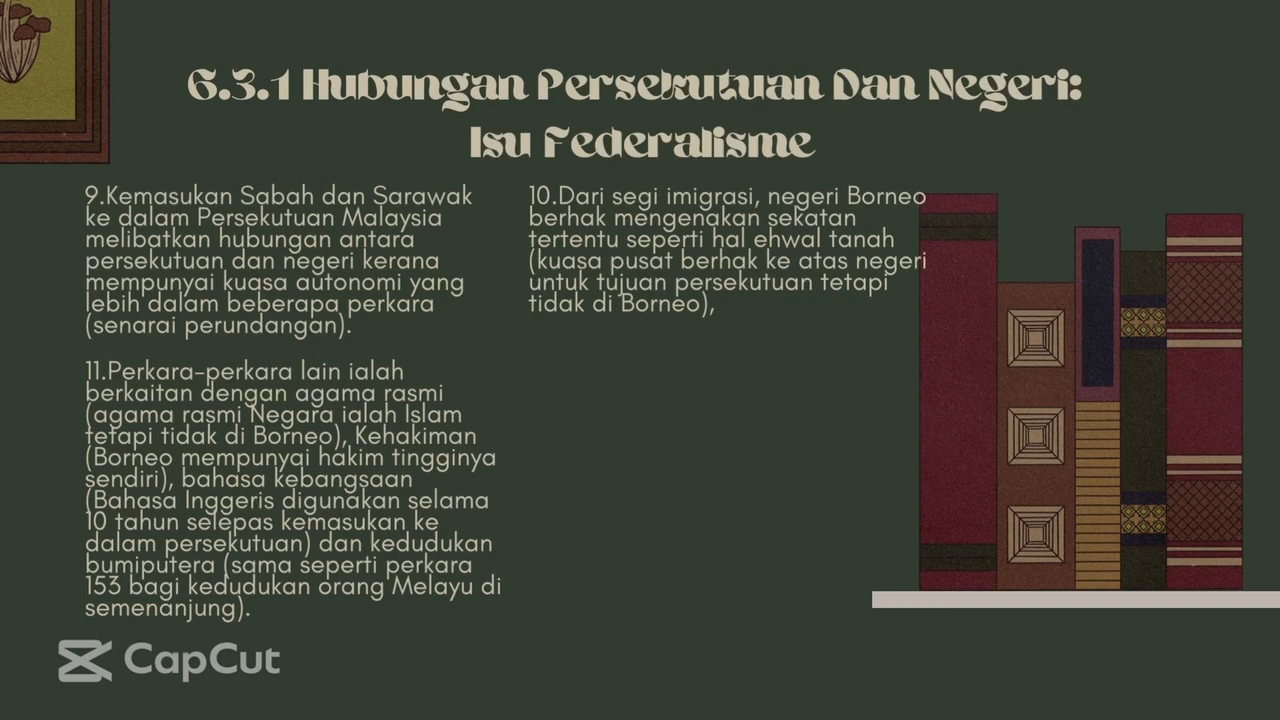 6.3.1 Hubungan Persekutuan Dan Negeri:
Isu Federalisme
9.Kemasukan Sabah dan Sarawak
ke dalam Persekutuan Malaysia
melibatkan hubungan antara
persekutuan dan negeri kerana
mempunyai kuasa autonomi yang
lebih dalam beberapa perkara
(senarai perundangan).
10.Dari segi imigrasi, negeri Borneo
berhak mengenakan sekatan
tertentu seperti hal ehwal tanah
(kuasa pusat berhak ke atas negeri
untuk tujuan persekutuan tetapi
tidak di Borneo),
11.Perkara-perkara lain ialah
berkaitan dengan agama rasmi
(agama rasmi Negara ialah Islam
tetapi tidak di Borneo), Kehakiman
(Borneo mempunyai hakim tingginya
sendiri), bahasa kebangsaan
(Bahasa Inggeris digunakan selama
10 tahun selepas kemasukan ke
dalam persekutuan) dan kedudukan
bumiputera (sama seperti perkara
153 bagi kedudukan orang Melayu di
semenanjung).
CapCut